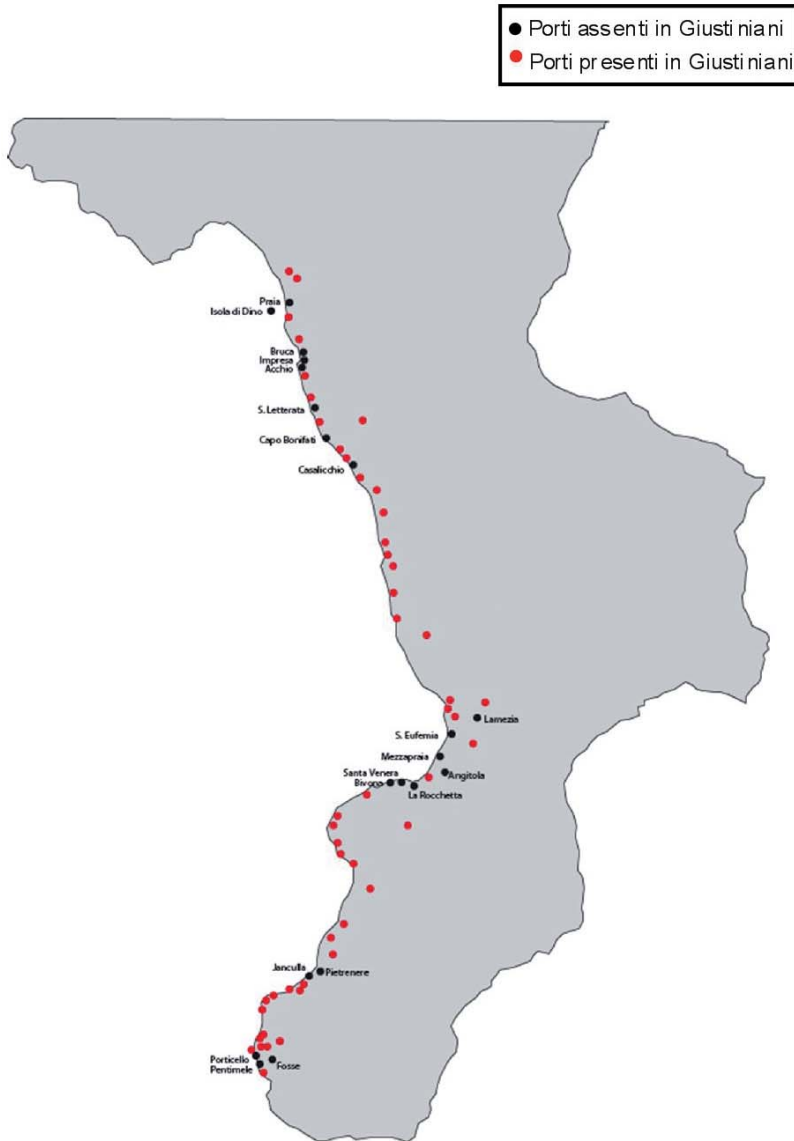 Porti assenti in Giustiniani
Porti presenti in Giustiniani
Praia
Isola di Dino
Bruca
Impresa
Acchio
S. Letterata
Capo Bonifati
Casalicchio
Lamezia
S. Eufemia
Mezzapraia
Angitola
Santa Venera
Bivona
La Rocchetta
Janculla
Pietrenere
Porticello
Pentimele
Fosse